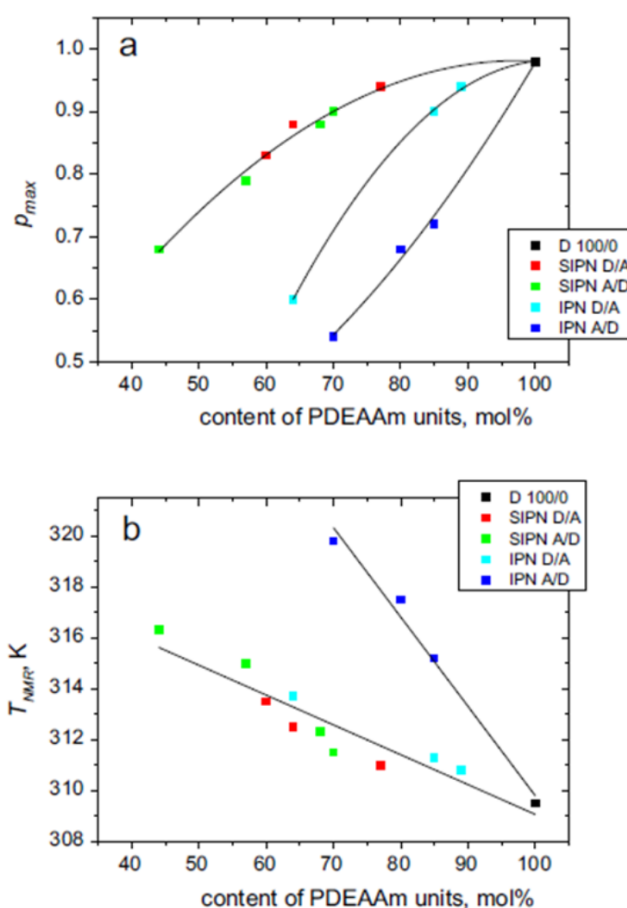 a
1.0
0.9
0.8
0.7
0.6
0.5
p_max
40 50 60 70 80 90 100
content of PDEAAm units, mol%
D 100/0
SIPN D/A
SIPN A/D
IPN D/A
IPN A/D
b
320
318
316
314
312
310
308
T_NMR, K
40 50 60 70 80 90 100
content of PDEAAm units, mol%
D 100/0
SIPN D/A
SIPN A/D
IPN D/A
IPN A/D